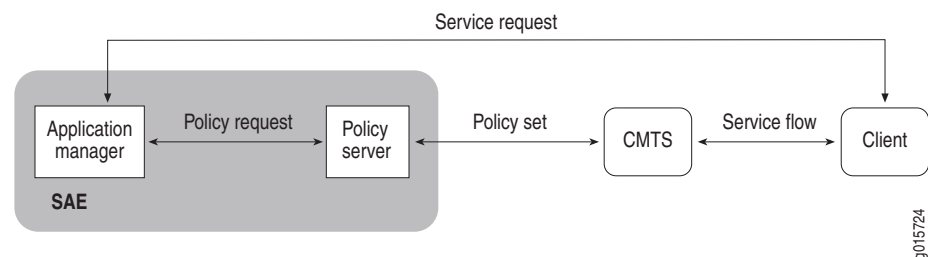 Service request
Application
manager
Policy request
Policy
server
Policy set
CMTS
Service flow
Client
SAE
g015724